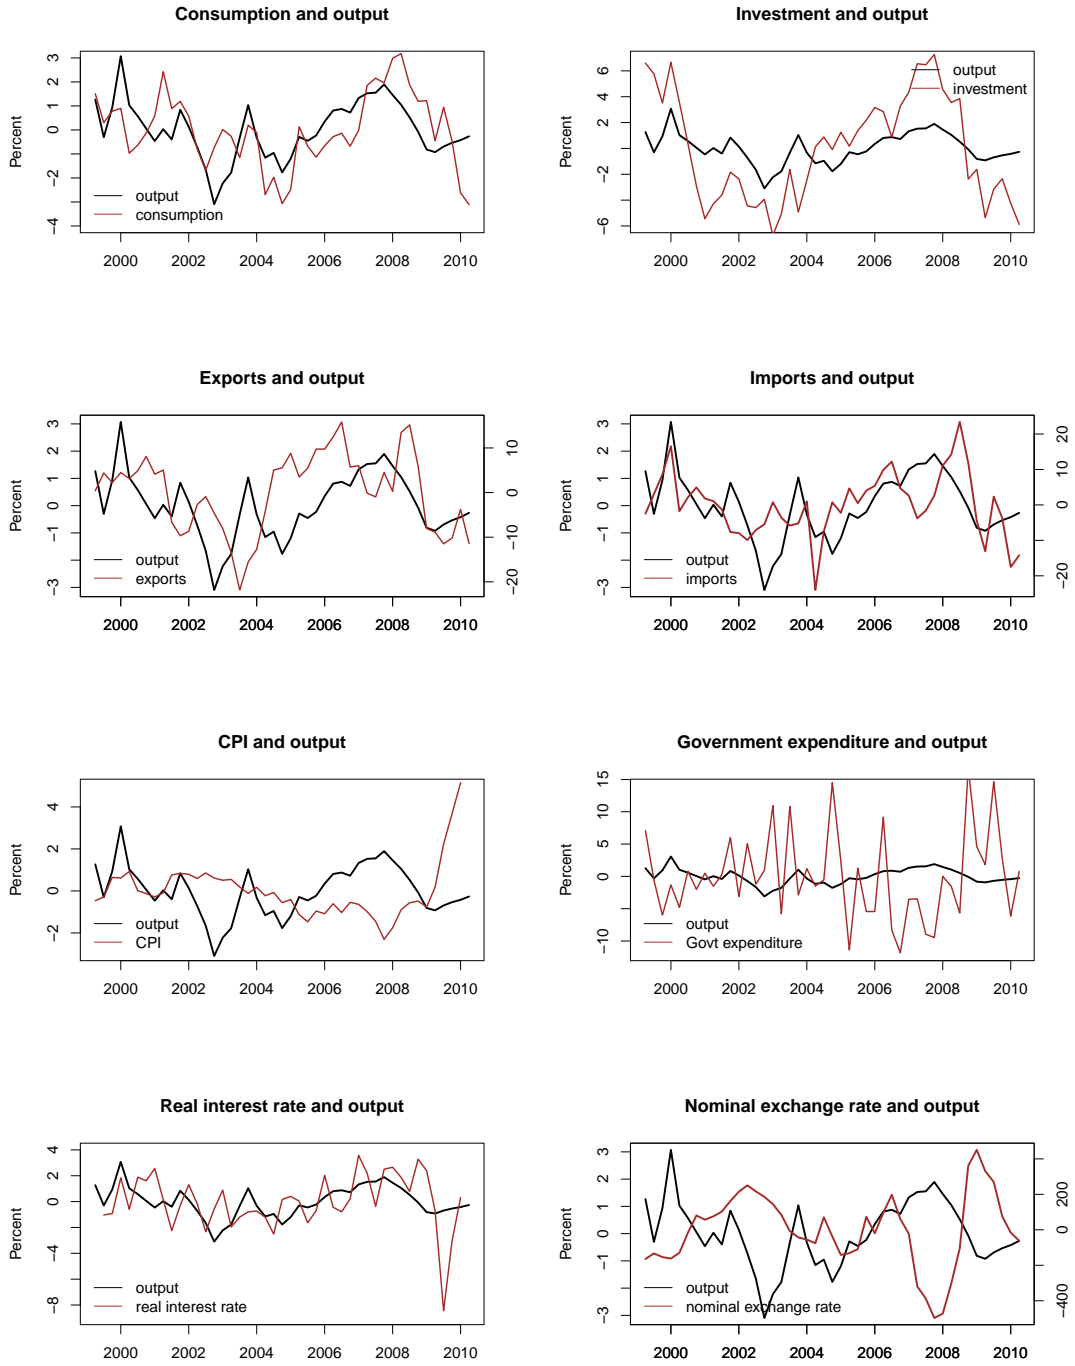 Consumption and output
Percent
3
2
1
0
−2
−4
output
consumption
2000 2002 2004 2006 2008 2010
Investment and output
Percent
6
4
2
−2
−6
output
investment
2000 2002 2004 2006 2008 2010
Exports and output
Percent
3
2
1
0
−1
−3
10
0
−10
−20
output
exports
2000 2002 2004 2006 2008 2010
Imports and output
Percent
3
2
1
0
−1
−3
20
10
0
−20
output
imports
2000 2002 2004 2006 2008 2010
CPI and output
Percent
4
2
0
−2
output
CPI
2000 2002 2004 2006 2008 2010
Government expenditure and output
Percent
15
10
5
0
−10
output
Govt expenditure
2000 2002 2004 2006 2008 2010
Real interest rate and output
Percent
4
2
0
−4
−8
output
real interest rate
2000 2002 2004 2006 2008 2010
Nominal exchange rate and output
Percent
3
2
1
0
−1
−3
200
0
−400
output
nominal exchange rate
2000 2002 2004 2006 2008 2010